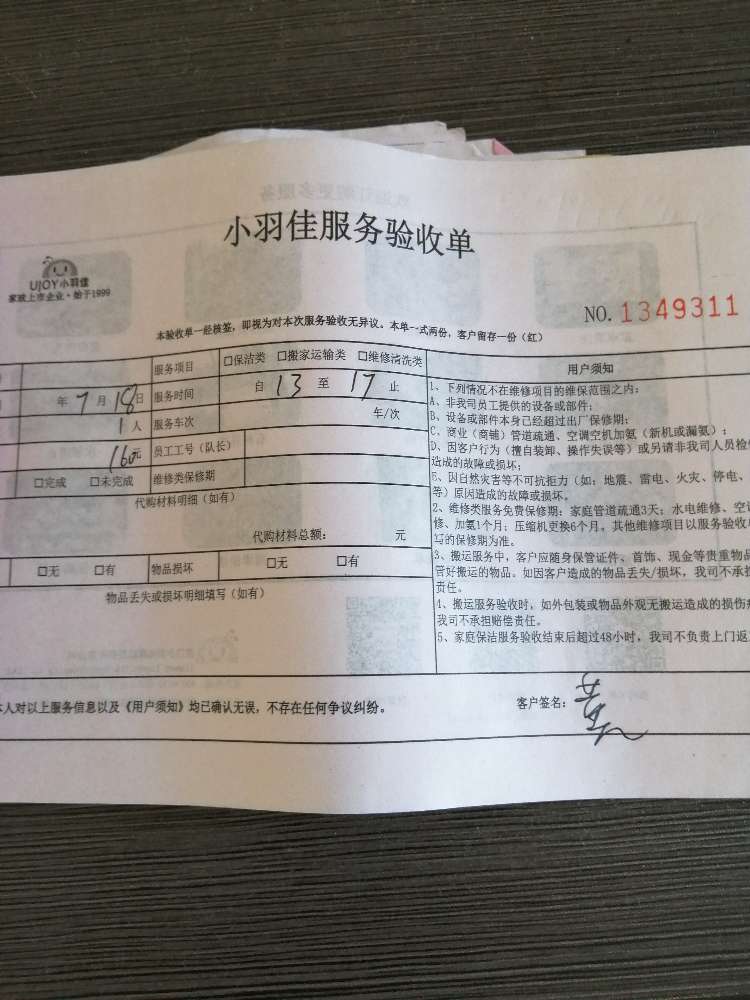 小羽佳服务验收单
UJOY小羽佳
家政上市企业·始于1999
NO. 1349311
本验收单一经核签，即视为对本次服务验收无异议。本单一式两份，客户留存一份（红）
服务项目 □保洁类 □搬家运输类 □维修清洗类
年7月18日 服务时间 自13至17止
1人 服务车次 车/次
160元 员工工号（队长）
□完成 □未完成 维修类保修期
代购材料明细（如有）
代购材料总额： 元
□无 □有 物品损坏 □无 □有
物品丢失或损坏明细填写（如有）
用户须知
1、下列情况不在维修项目的维保范围之内：
A、非我司员工提供的设备或部件；
B、设备或部件本身已经超过出厂保修期；
C、商业（商铺）管道疏通、空调空机加氨（新机或漏氨）；
D、因客户行为（擅自装卸、操作失误等）或另请非我司人员检
造成的故障或损坏；
E、因自然灾害等不可抗拒力（如：地震、雷电、火灾、停电、
等）原因造成的故障或损坏。
2、维修类服务免费保修期：家庭管道疏通3天；水电维修、空
修、加氟1个月；压缩机更换6个月。其他维修项目以服务验收
写的保修期为准。
3、搬运服务中，客户应随身保管证件、首饰、现金等贵重物品
管好搬运的物品。如因客户造成的物品丢失/损坏，我司不承担
责任。
4、搬运服务验收时，如外包装或物品外观无搬运造成的损伤
我司不承担赔偿责任。
5、家庭保洁服务验收结束后超过48小时，我司不负责上门返
本人对以上服务信息以及《用户须知》均已确认无误，不存在任何争议纠纷。 客户签名：